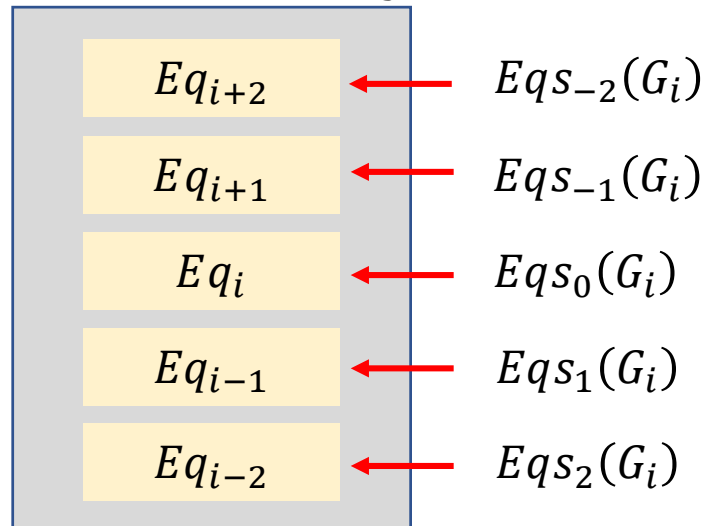 Eq_{i+2} Eqs_{-2}(G_i)
Eq_{i+1} Eqs_{-1}(G_i)
Eq_i Eqs_0(G_i)
Eq_{i-1} Eqs_1(G_i)
Eq_{i-2} Eqs_2(G_i)